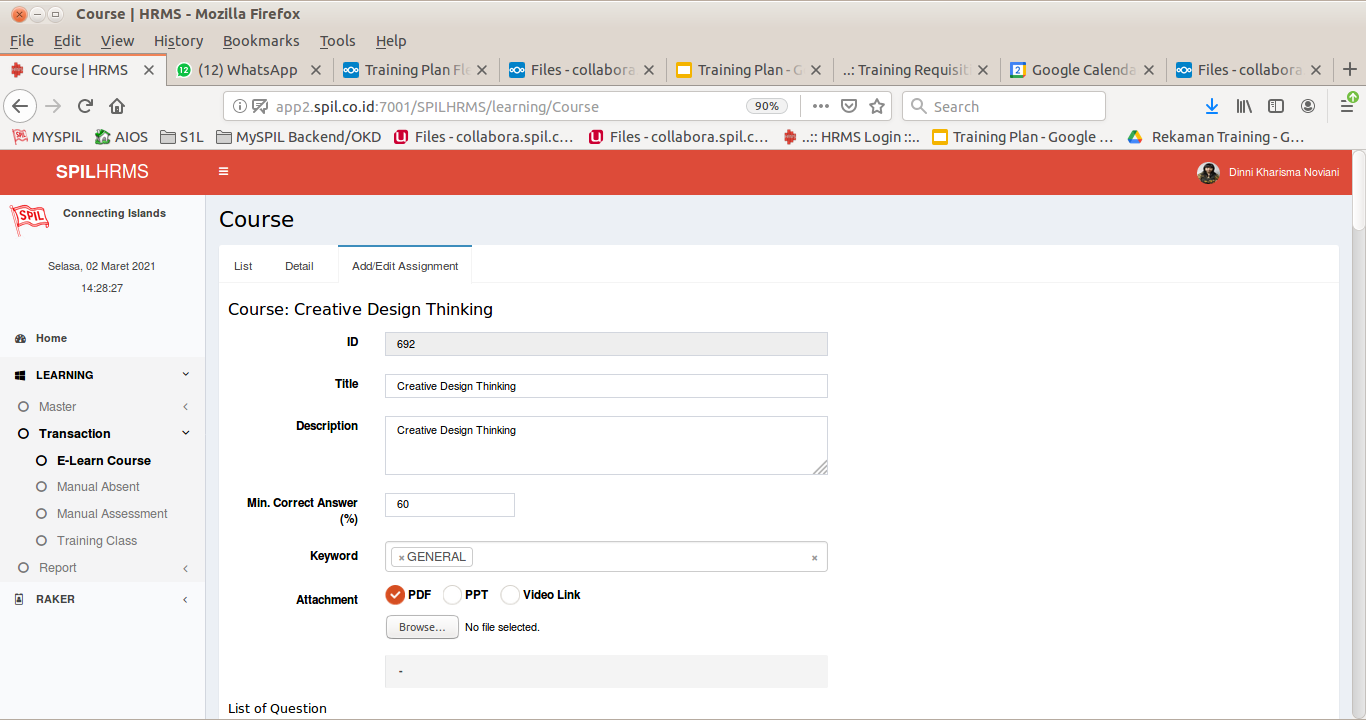 Course | HRMS - Mozilla Firefox
File Edit View History Bookmarks Tools Help
Course | HRMS (12) WhatsApp Training Plan Fle Files - collabora Training Plan - G ..: Training Requisit Google Calenda Files - collabora
app2.spil.co.id:7001/SPILHRMS/learning/Course 90% Search
MYSPIL AIOS S1L MySPIL Backend/OKD Files - collabora.spil.c... Files - collabora.spil.c... ..:: HRMS Login ::.. Training Plan - Google ... Rekaman Training - G...
SPILHRMS Dinni Kharisma Noviani
SPIL Connecting Islands
Selasa, 02 Maret 2021
14:28:27
Home
LEARNING
Master
Transaction
E-Learn Course
Manual Absent
Manual Assessment
Training Class
Report
RAKER
Course
List Detail Add/Edit Assignment
Course: Creative Design Thinking
ID 692
Title Creative Design Thinking
Description Creative Design Thinking
Min. Correct Answer 60
(%)
Keyword × GENERAL ×
Attachment PDF PPT Video Link
Browse... No file selected.
-
List of Question